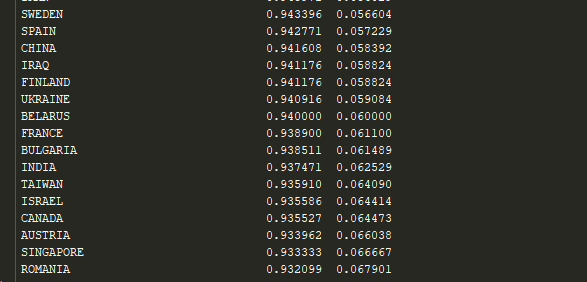 SWEDEN 0.943396 0.056604
SPAIN 0.942771 0.057229
CHINA 0.941608 0.058392
IRAQ 0.941176 0.058824
FINLAND 0.941176 0.058824
UKRAINE 0.940916 0.059084
BELARUS 0.940000 0.060000
FRANCE 0.938900 0.061100
BULGARIA 0.938511 0.061489
INDIA 0.937471 0.062529
TAIWAN 0.935910 0.064090
ISRAEL 0.935586 0.064414
CANADA 0.935527 0.064473
AUSTRIA 0.933962 0.066038
SINGAPORE 0.933333 0.066667
ROMANIA 0.932099 0.067901